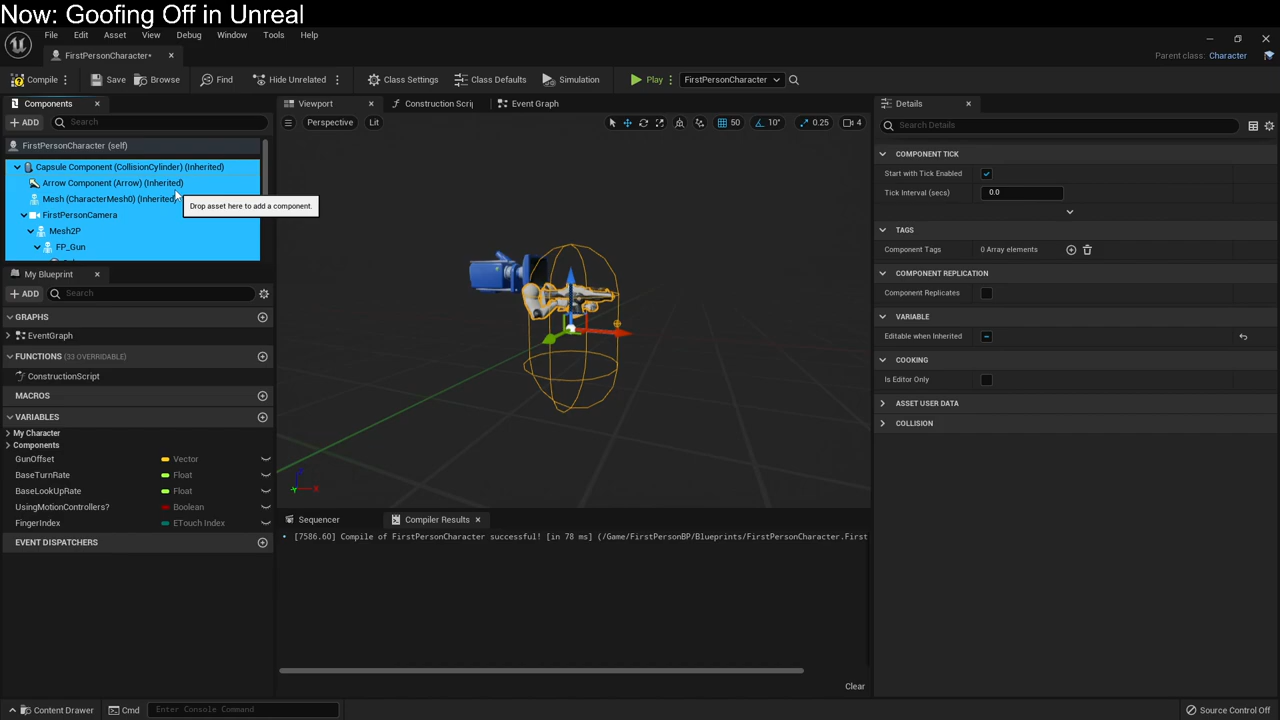 Now: Goofing Off in Unreal
File Edit Asset View Debug Window Tools Help
FirstPersonCharacter* Parent class: Character
Compile Save Browse Find Hide Unrelated Class Settings Class Defaults Simulation Play FirstPersonCharacter
Components Viewport Construction Scrip Event Graph Details
ADD Search Perspective Lit 50 10° 0.25 4 Search Details
FirstPersonCharacter (self)
Capsule Component (CollisionCylinder) (Inherited)
Arrow Component (Arrow) (Inherited)
Mesh (CharacterMesh0) (Inherited)
Drop asset here to add a component.
FirstPersonCamera
Mesh2P
FP_Gun
My Blueprint
ADD Search
GRAPHS
EventGraph
FUNCTIONS (33 OVERRIDABLE)
ConstructionScript
MACROS
VARIABLES
My Character
Components
GunOffset Vector
BaseTurnRate Float
BaseLookUpRate Float
UsingMotionControllers? Boolean
FingerIndex ETouch Index
EVENT DISPATCHERS
COMPONENT TICK
Start with Tick Enabled
Tick Interval (secs) 0.0
TAGS
Component Tags 0 Array elements
COMPONENT REPLICATION
Component Replicates
VARIABLE
Editable when Inherited
COOKING
Is Editor Only
ASSET USER DATA
COLLISION
Sequencer Compiler Results
[7586.60] Compile of FirstPersonCharacter successful! [in 78 ms] (/Game/FirstPersonBP/Blueprints/FirstPersonCharacter.First
Clear
Content Drawer Cmd Enter Console Command Source Control Off